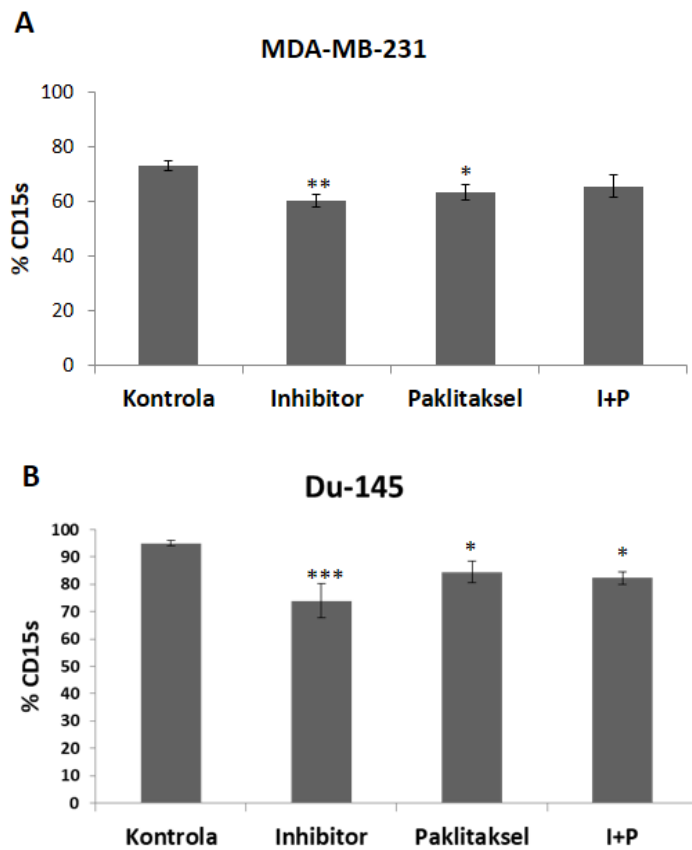 A
MDA-MB-231
% CD15s
100
80
60
40
20
0
**
*
Kontrola Inhibitor Paklitaksel I+P
B
Du-145
% CD15s
100
90
80
70
60
50
40
30
20
10
0
***
*
*
Kontrola Inhibitor Paklitaksel I+P